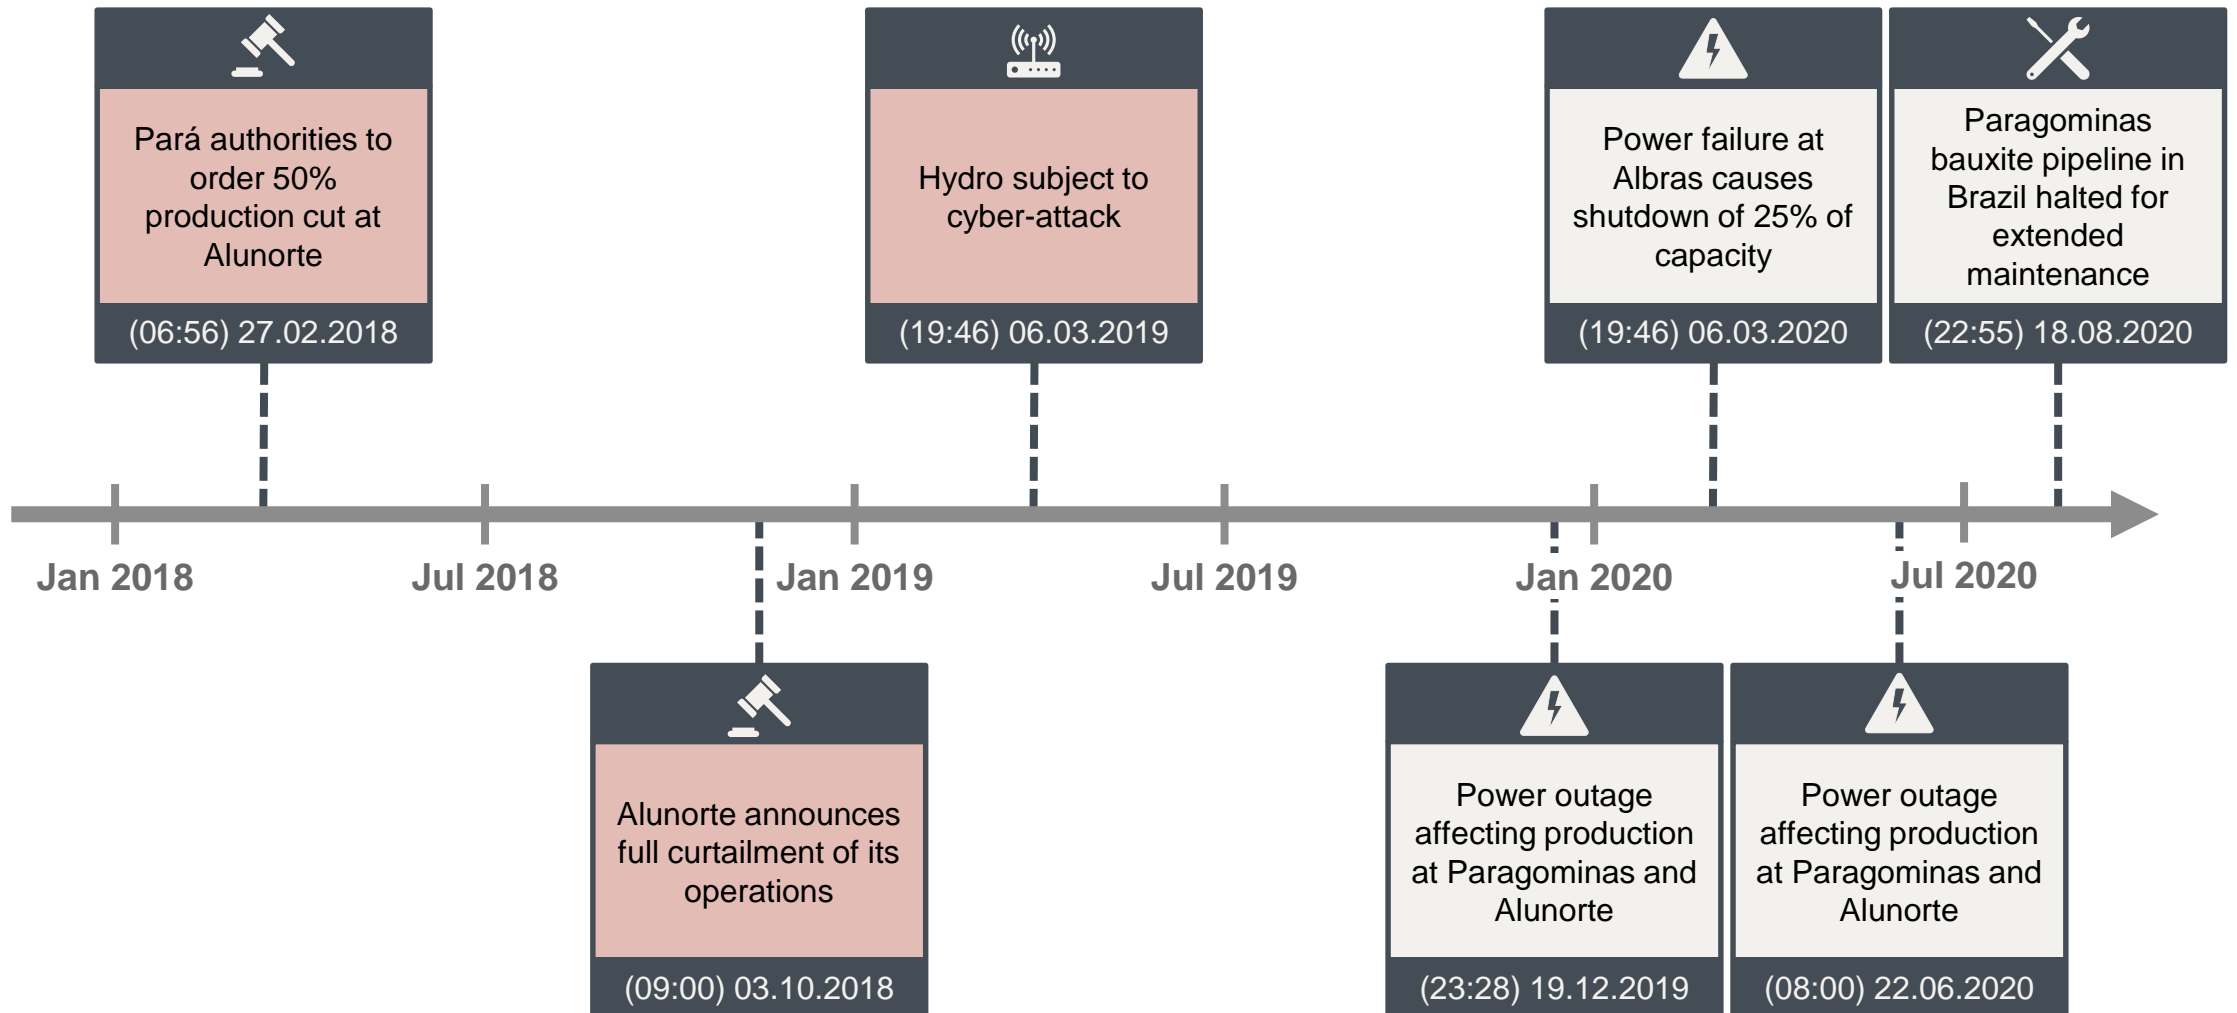 Pará authorities to
order 50%
production cut at
Alunorte
(06:56) 27.02.2018
Hydro subject to
cyber-attack
(19:46) 06.03.2019
Power failure at
Albras causes
shutdown of 25% of
capacity
(19:46) 06.03.2020
Paragominas
bauxite pipeline in
Brazil halted for
extended
maintenance
(22:55) 18.08.2020
Jan 2018
Jul 2018
Jan 2019
Jul 2019
Jan 2020
Jul 2020
Alunorte announces
full curtailment of its
operations
(09:00) 03.10.2018
Power outage
affecting production
at Paragominas and
Alunorte
(23:28) 19.12.2019
Power outage
affecting production
at Paragominas and
Alunorte
(08:00) 22.06.2020